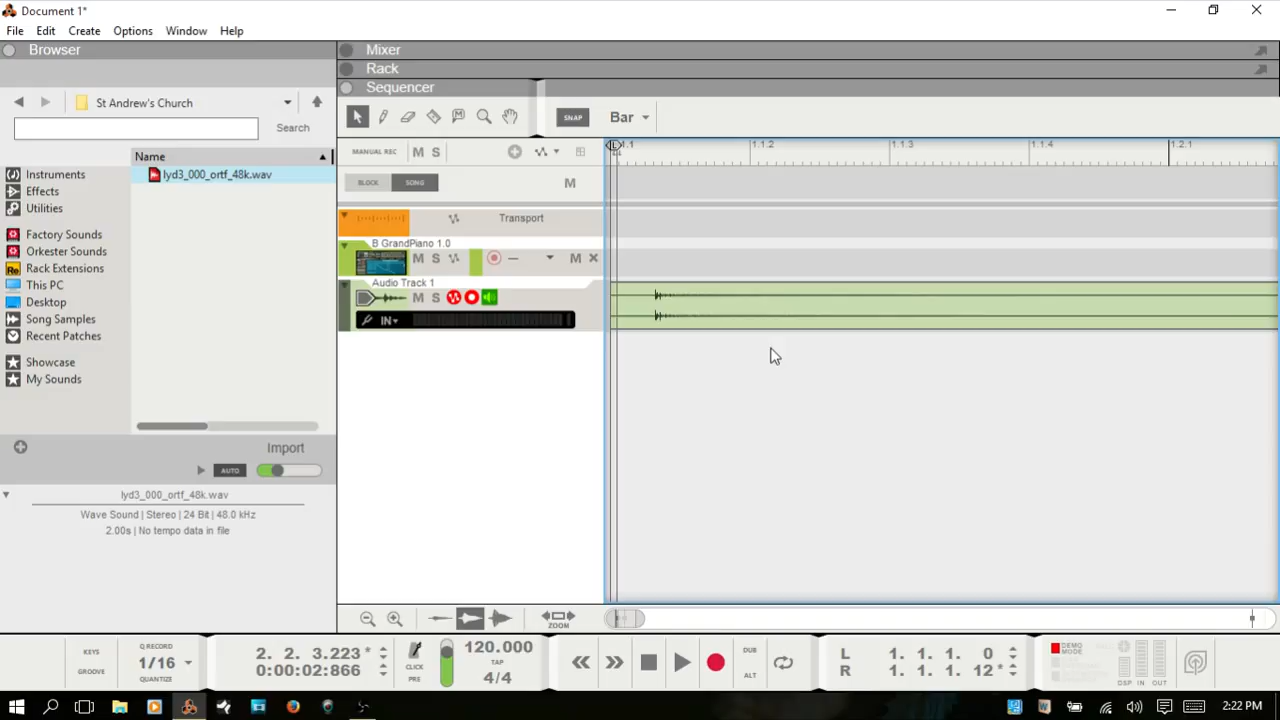 Document 1*
File Edit Create Options Window Help
Browser
St Andrew's Church
Search
Name
lyd3_000_ortf_48k.wav
Instruments
Effects
Utilities
Factory Sounds
Orkester Sounds
Rack Extensions
This PC
Desktop
Song Samples
Recent Patches
Showcase
My Sounds
Import
AUTO
lyd3_000_ortf_48k.wav
Wave Sound | Stereo | 24 Bit | 48.0 kHz
2.00s | No tempo data in file
Mixer
Rack
Sequencer
SNAP Bar
MANUAL REC M S
1.1.2 1.1.3 1.1.4 1.2.1
BLOCK SONG M
Transport
B GrandPiano 1.0
M S M
Audio Track 1
M S
IN
ZOOM
KEYS
GROOVE
Q RECORD
1/16
QUANTIZE
2. 2. 3.223 *
0:00:02:866
CLICK
PRE
120.000
TAP
4/4
DUB
ALT
L 1. 1. 1. 0
R 1. 1. 1. 12 *
DEMO MODE
DSP IN OUT
2:22 PM